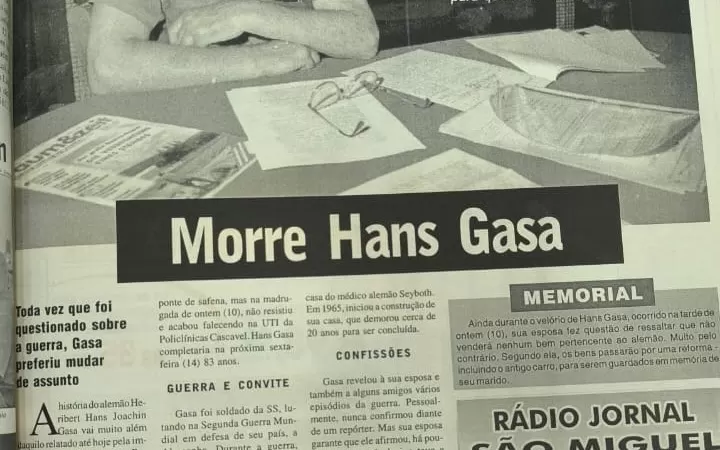 aum&zeit
Morre Hans Gasa
Toda vez que foi
questionado sobre
a guerra, Gasa
preferiu mudar
de assunto
A história do alemão He-
ribert Hans Joachin
Gasa vai muito além
daquilo relatado até hoje pela im-
ponte de safena, mas na madru-
gada de ontem (10), não resistiu
e acabou falecendo na UTI da
Policlínicas Cascavel. Hans Gasa
completaria na próxima sexta-
feira (14) 83 anos.
GUERRA E CONVITE
Gasa foi soldado da SS, lu-
tando na Segunda Guerra Mun-
dial em defesa de seu país, a
Durante a guerra,
casa do médico alemão Seyboth.
Em 1965, iniciou a construção de
sua casa, que demorou cerca de
20 anos para ser concluída.
CONFISSÕES
Gasa revelou à sua esposa e
também a alguns amigos vários
episódios da guerra. Pessoal-
mente, nunca confirmou diante
de um repórter. Mas sua esposa
garante que ele afirmou, há pou-
MEMORIAL
Ainda durante o velório de Hans Gasa, ocorrido na tarde de
ontem (10), sua esposa fez questão de ressaltar que não
venderá nenhum bem pertencente ao alemão. Muito pelo
contrário. Segundo ela, os bens passarão por uma reforma -
incluindo o antigo carro, para serem guardados em memória de
seu marido.
RÁDIO JORNAL
SÃO MIGUEL